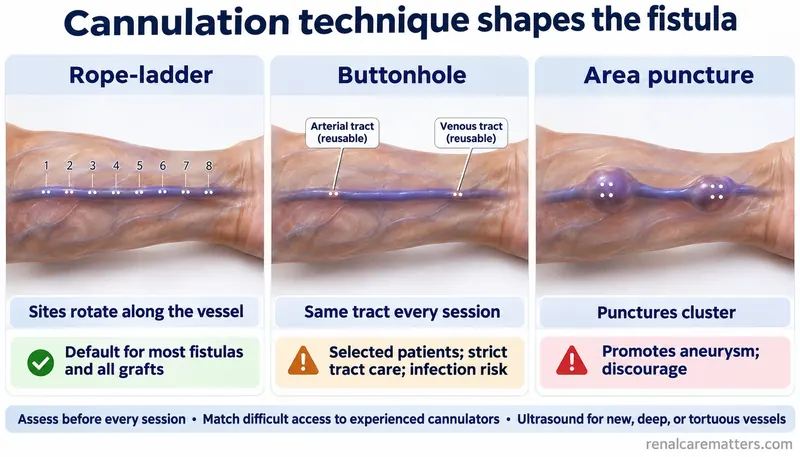 Cannulation technique shapes the fistula
Rope-ladder
1 2 3 4 5 6 7 8
Sites rotate along the vessel
Default for most fistulas
and all grafts
Buttonhole
Arterial tract
(reusable)
Venous tract
(reusable)
Same tract every session
Selected patients; strict
tract care; infection risk
Area puncture
Punctures cluster
Promotes aneurysm;
discourage
Assess before every session • Match difficult access to experienced cannulators • Ultrasound for new, deep, or tortuous vessels
renalcarematters.com